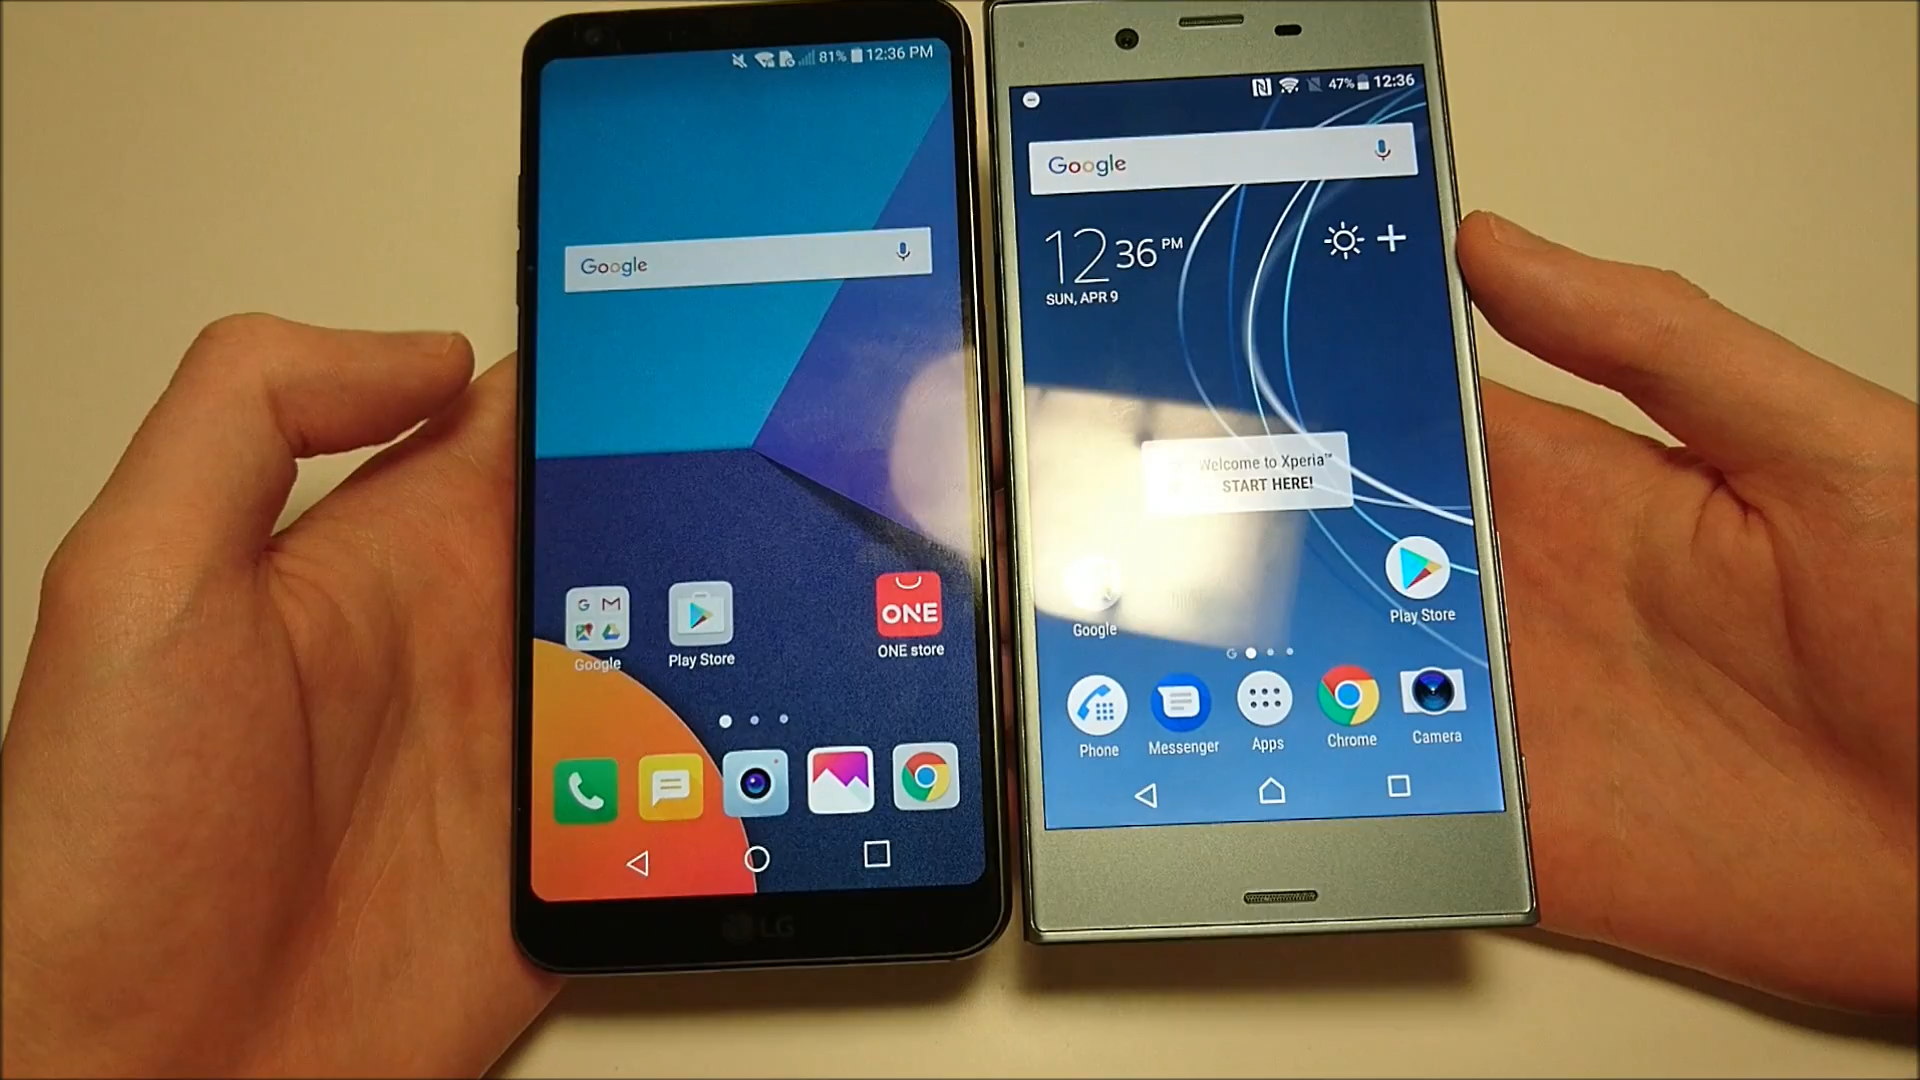 81% 12:36 PM
Google
Google
Play Store
ONE
ONE store
LG
47% 12:36
Google
12 36 PM
SUN, APR 9
Welcome to Xperia™
START HERE!
Google
Play Store
Phone
Messenger
Apps
Chrome
Camera